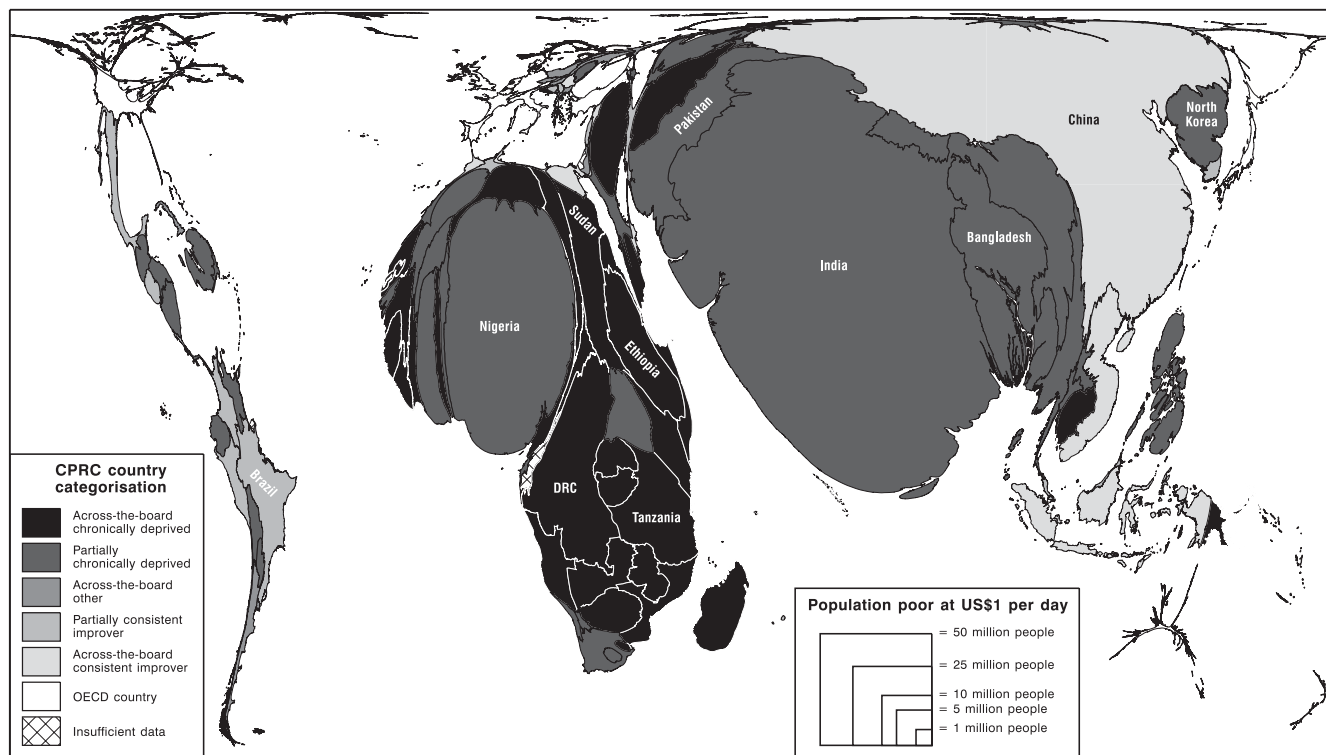 North
Korea
China
Pakistan
Sudan
Bangladesh
India
Nigeria
Ethiopia
Brazil
DRC
Tanzania
CPRC country
categorisation
Across-the-board
chronically deprived
Partially
chronically deprived
Across-the-board
other
Partially consistent
improver
Across-the-board
consistent improver
OECD country
Insufficient data
Population poor at US$1 per day
= 50 million people
= 25 million people
= 10 million people
= 5 million people
= 1 million people